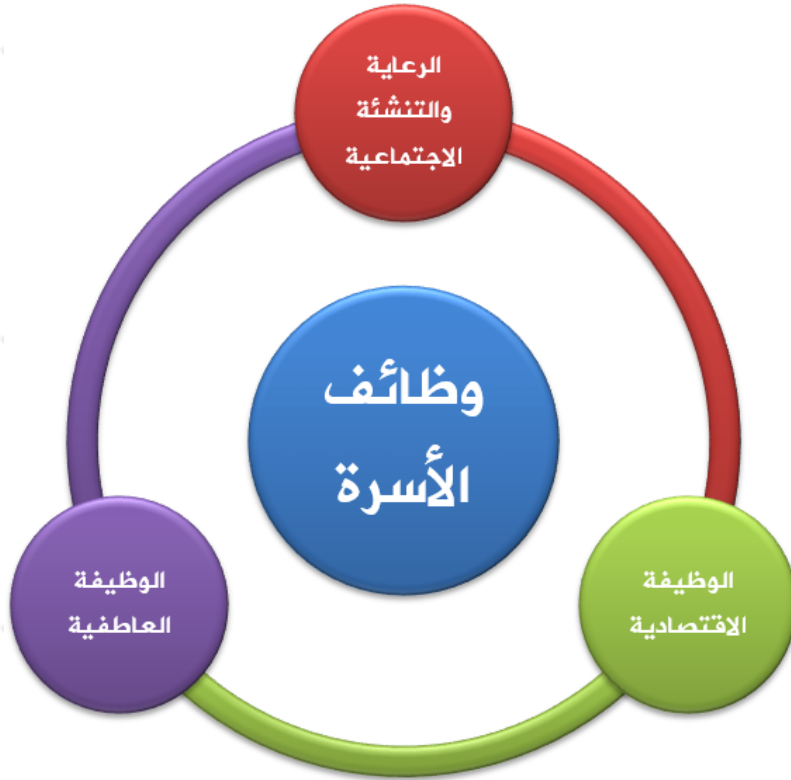 الرعاية
والتنشئة
الاجتماعية
وظائف
الأسرة
الوظيفة
الاقتصادية
الوظيفة
العاطفية